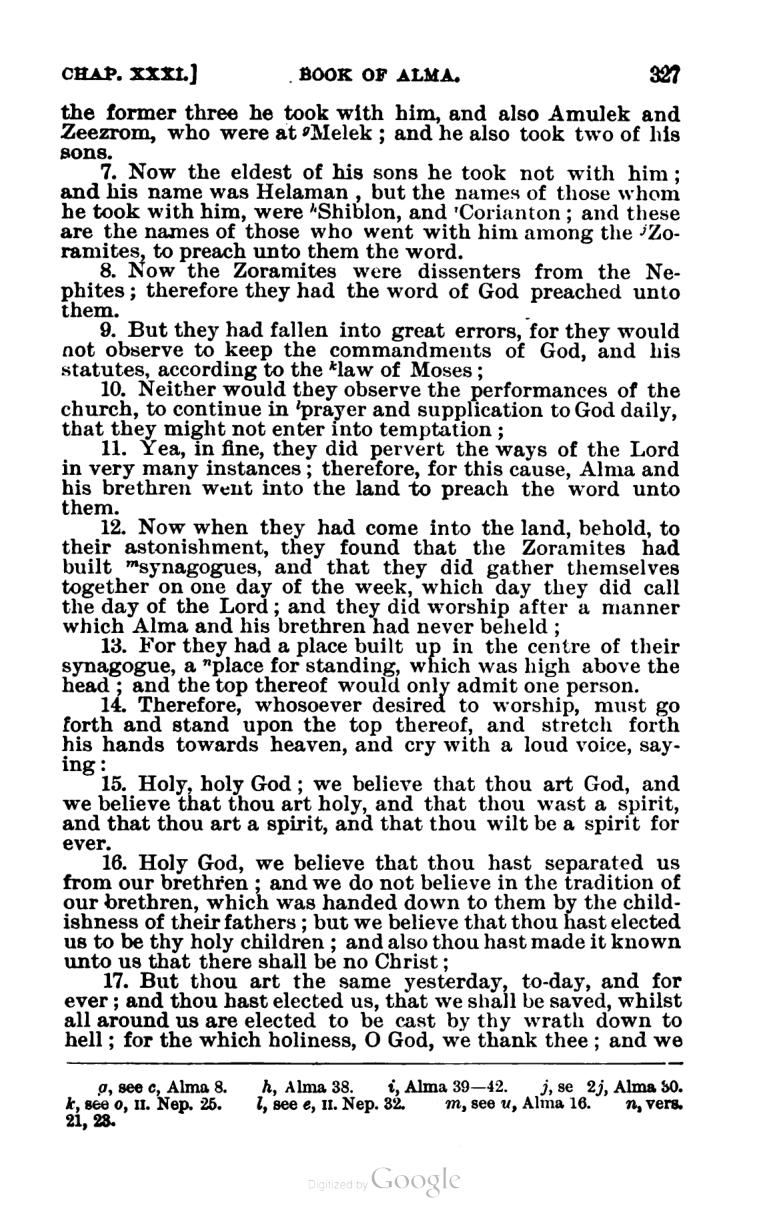 CHAP. XXXI.] BOOK OF ALMA. 327
the former three he took with him, and also Amulek and
Zeezrom, who were at ᵍMelek ; and he also took two of his
sons.
7. Now the eldest of his sons he took not with him ;
and his name was Helaman , but the names of those whom
he took with him, were ʰShiblon, and ⁱCorianton ; and these
are the names of those who went with him among the ʲZo-
ramites, to preach unto them the word.
8. Now the Zoramites were dissenters from the Ne-
phites ; therefore they had the word of God preached unto
them.
9. But they had fallen into great errors, for they would
not observe to keep the commandments of God, and his
statutes, according to the ᵏlaw of Moses ;
10. Neither would they observe the performances of the
church, to continue in ˡprayer and supplication to God daily,
that they might not enter into temptation ;
11. Yea, in fine, they did pervert the ways of the Lord
in very many instances ; therefore, for this cause, Alma and
his brethren went into the land to preach the word unto
them.
12. Now when they had come into the land, behold, to
their astonishment, they found that the Zoramites had
built ᵐsynagogues, and that they did gather themselves
together on one day of the week, which day they did call
the day of the Lord ; and they did worship after a manner
which Alma and his brethren had never beheld ;
13. For they had a place built up in the centre of their
synagogue, a ⁿplace for standing, which was high above the
head ; and the top thereof would only admit one person.
14. Therefore, whosoever desired to worship, must go
forth and stand upon the top thereof, and stretch forth
his hands towards heaven, and cry with a loud voice, say-
ing :
15. Holy, holy God ; we believe that thou art God, and
we believe that thou art holy, and that thou wast a spirit,
and that thou art a spirit, and that thou wilt be a spirit for
ever.
16. Holy God, we believe that thou hast separated us
from our brethren ; and we do not believe in the tradition of
our brethren, which was handed down to them by the child-
ishness of their fathers ; but we believe that thou hast elected
us to be thy holy children ; and also thou hast made it known
unto us that there shall be no Christ ;
17. But thou art the same yesterday, to-day, and for
ever ; and thou hast elected us, that we shall be saved, whilst
all around us are elected to be cast by thy wrath down to
hell ; for the which holiness, O God, we thank thee ; and we
g, see c, Alma 8. h, Alma 38. i, Alma 39—42. j, se 2j, Alma 30.
k, see o, II. Nep. 25. l, see e, II. Nep. 32. m, see u, Alma 16. n, vers.
21, 23.
Digitized by Google